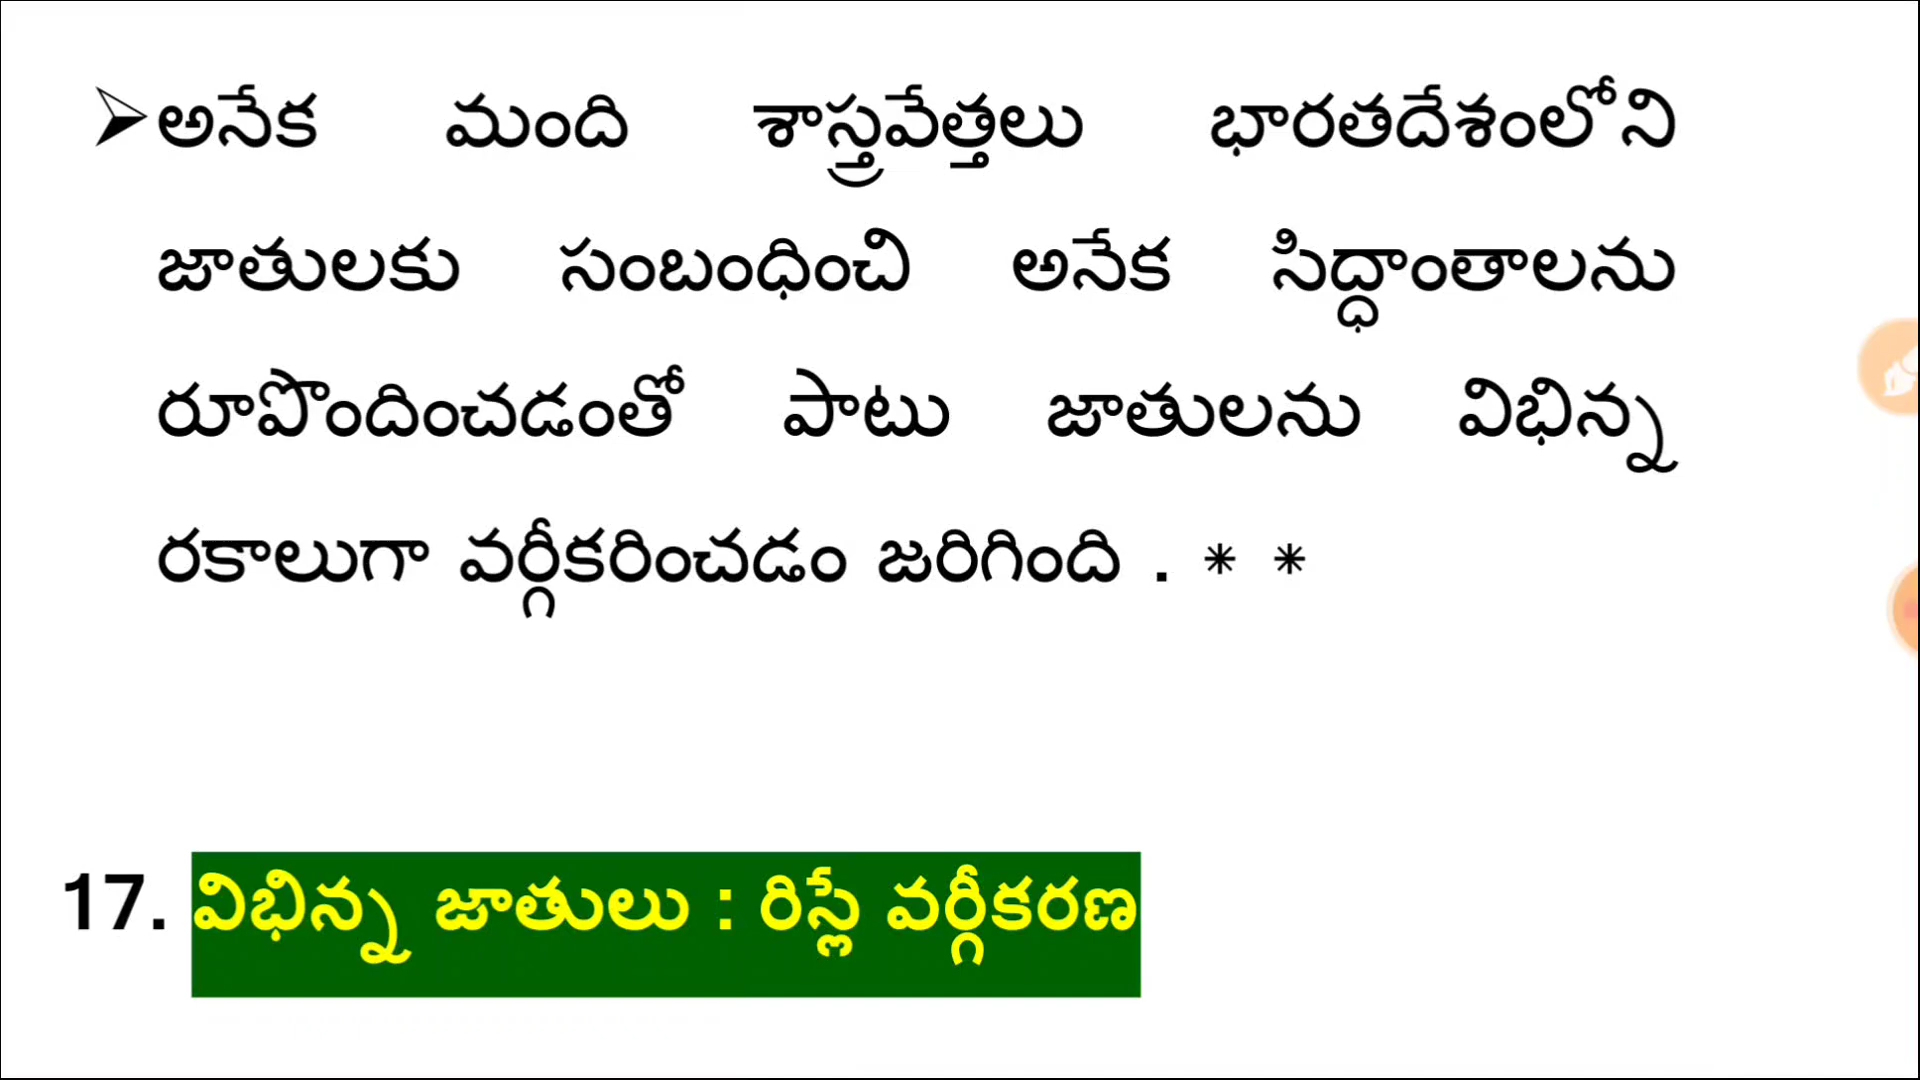 ➢అనేక మంది శాస్త్రవేత్తలు భారతదేశంలోని
జాతులకు సంబంధించి అనేక సిద్ధాంతాలను
రూపొందించడంతో పాటు జాతులను విభిన్న
రకాలుగా వర్గీకరించడం జరిగింది . * *
17. విభిన్న జాతులు : రిస్లే వర్గీకరణ